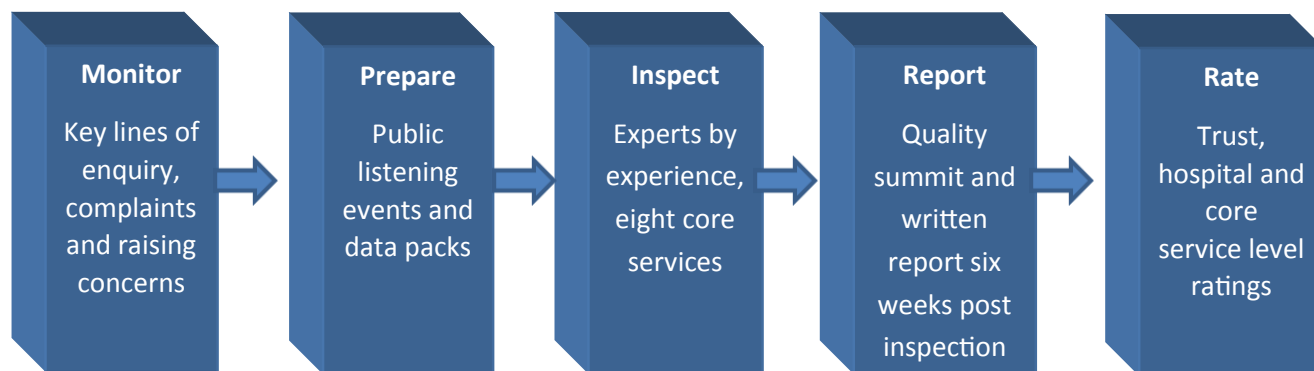 Monitor
Key lines of
enquiry,
complaints
and raising
concerns
Prepare
Public
listening
events and
data packs
Inspect
Experts by
experience,
eight core
services
Report
Quality
summit and
written
report six
weeks post
inspection
Rate
Trust,
hospital and
core
service level
ratings